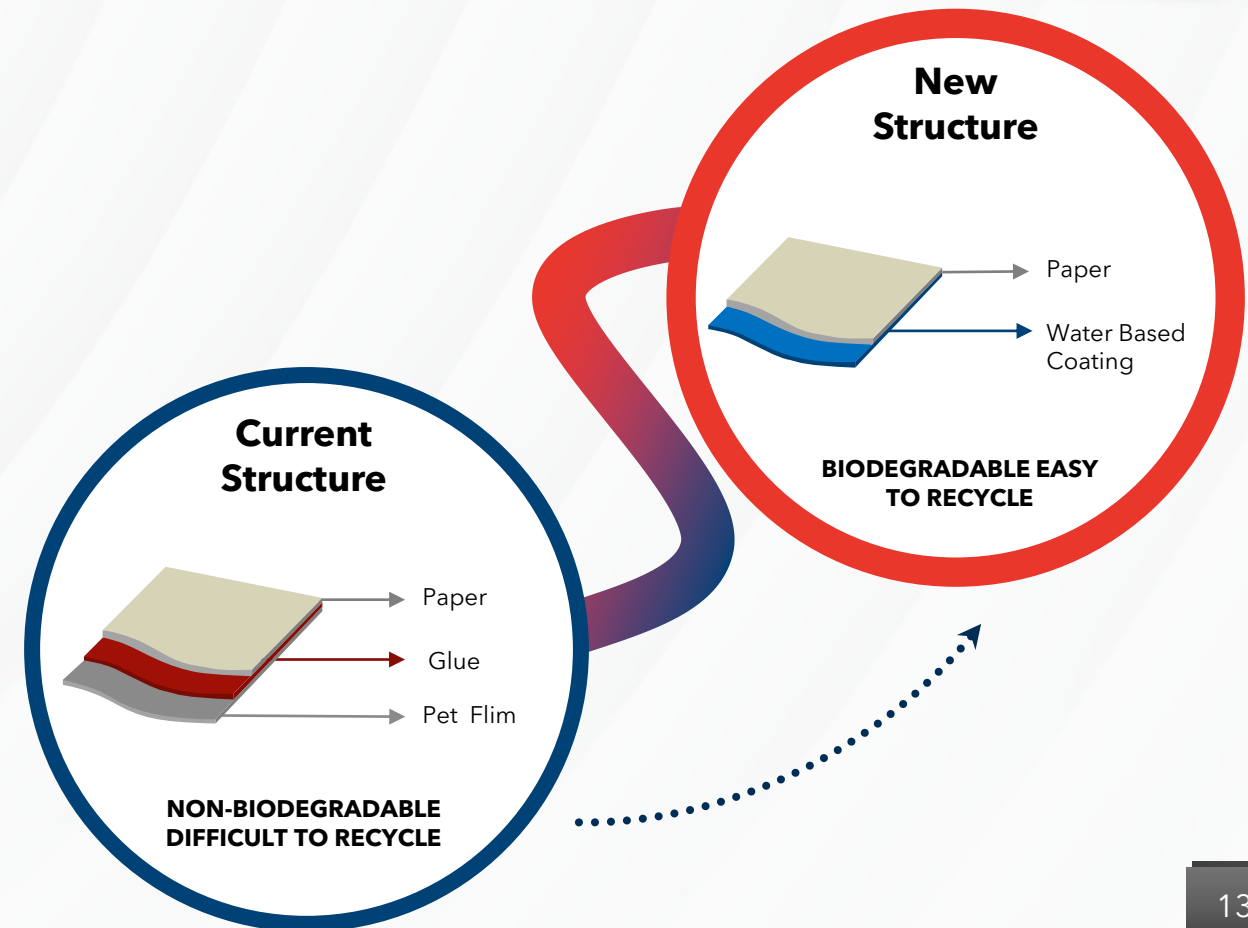 New
Structure
Paper
Water Based
Coating
BIODEGRADABLE EASY
TO RECYCLE
Current
Structure
Paper
Glue
Pet Flim
NON-BIODEGRADABLE
DIFFICULT TO RECYCLE
13